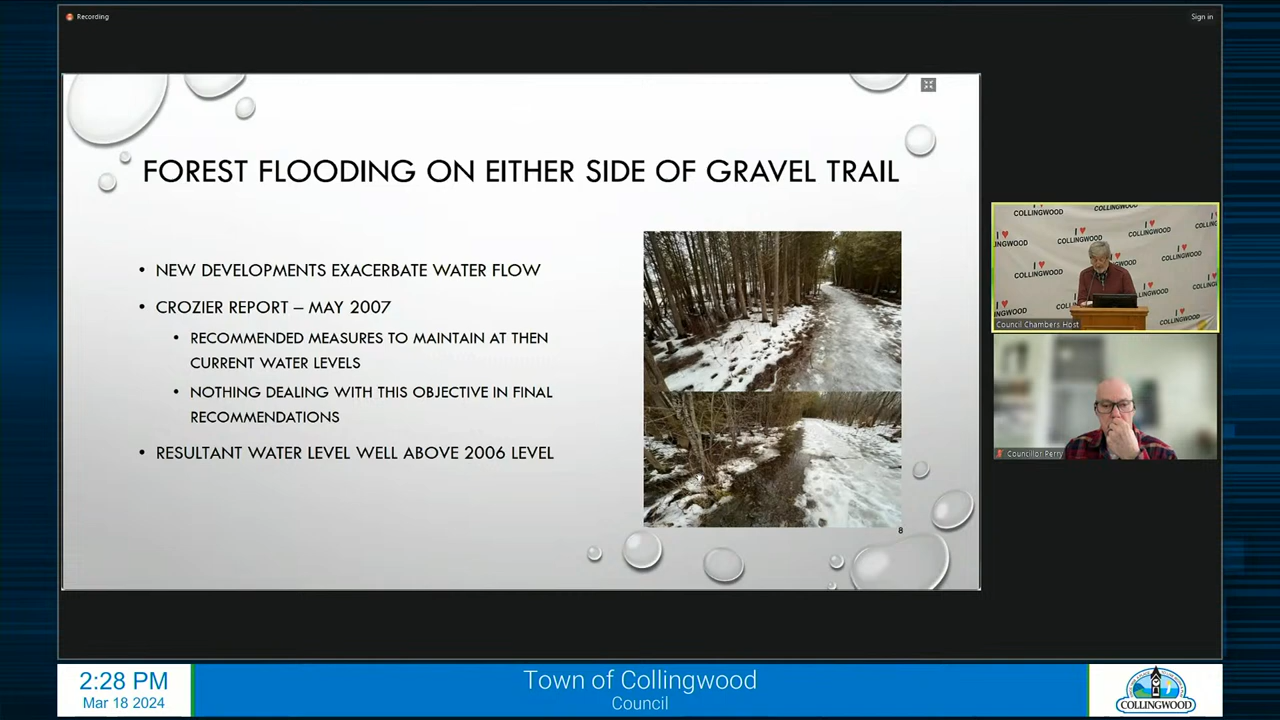 Recording
Sign in
FOREST FLOODING ON EITHER SIDE OF GRAVEL TRAIL
• NEW DEVELOPMENTS EXACERBATE WATER FLOW
• CROZIER REPORT – MAY 2007
• RECOMMENDED MEASURES TO MAINTAIN AT THEN
CURRENT WATER LEVELS
• NOTHING DEALING WITH THIS OBJECTIVE IN FINAL
RECOMMENDATIONS
• RESULTANT WATER LEVEL WELL ABOVE 2006 LEVEL
8
I ♥
COLLINGWOOD
Council Chambers Host
Councillor Perry
2:28 PM
Mar 18 2024
Town of Collingwood
Council
COLLINGWOOD